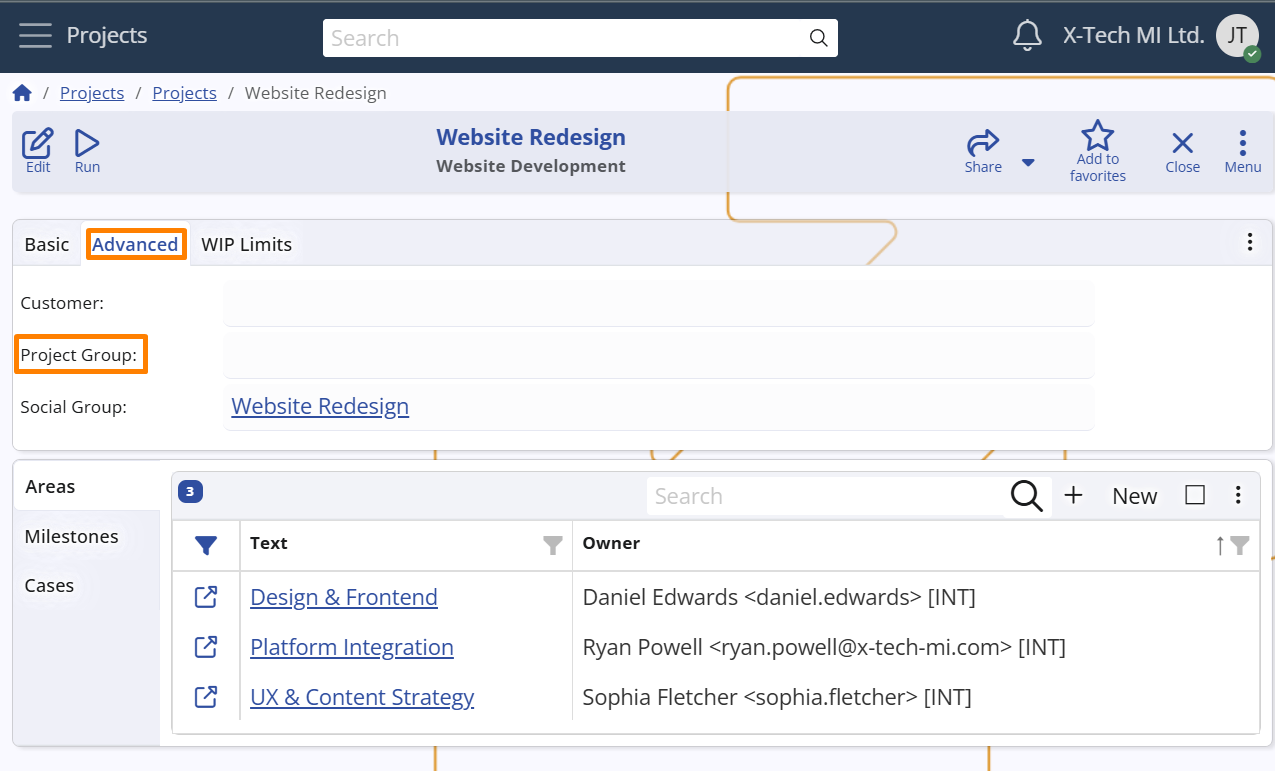 Projects
Search
X-Tech MI Ltd.
JT
/ Projects / Projects / Website Redesign
Edit
Run
Website Redesign
Website Development
Share
Add to
favorites
Close
Menu
Basic
Advanced
WIP Limits
Customer:
Project Group:
Social Group:
Website Redesign
Areas
Milestones
Cases
3
Search
New
Text
Owner
Design & Frontend
Daniel Edwards <daniel.edwards> [INT]
Platform Integration
Ryan Powell <ryan.powell@x-tech-mi.com> [INT]
UX & Content Strategy
Sophia Fletcher <sophia.fletcher> [INT]